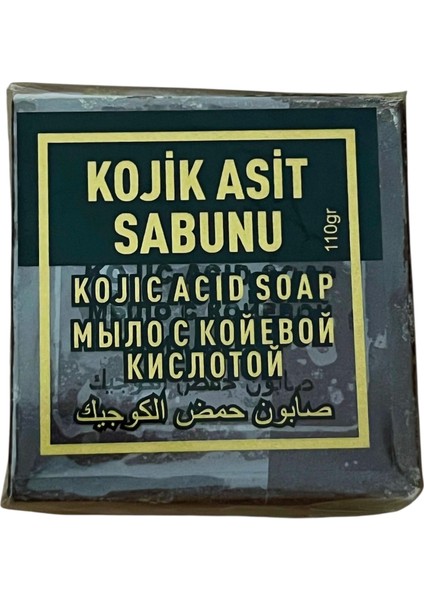 KOJİK ASİT
SABUNU
110gr
KOJIC ACID SOAP
МЫЛО С КОЙЕВОЙ
КИСЛОТОЙ
صابون حمض الكوجيك